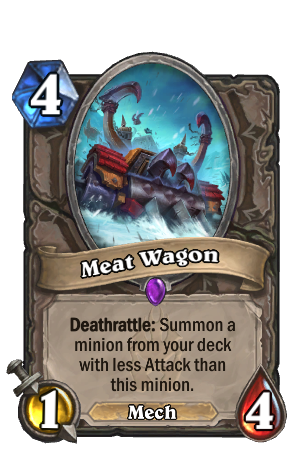 4
Meat Wagon
Deathrattle: Summon a
minion from your deck
with less Attack than
this minion.
1
Mech
4